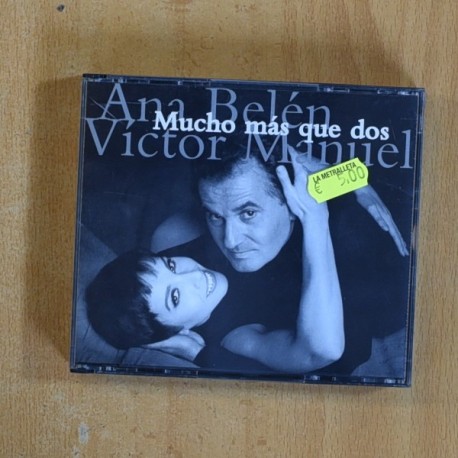 Ana Belén
Mucho más que dos
Víctor Manuel
LA METRALLETA
€ 5,00